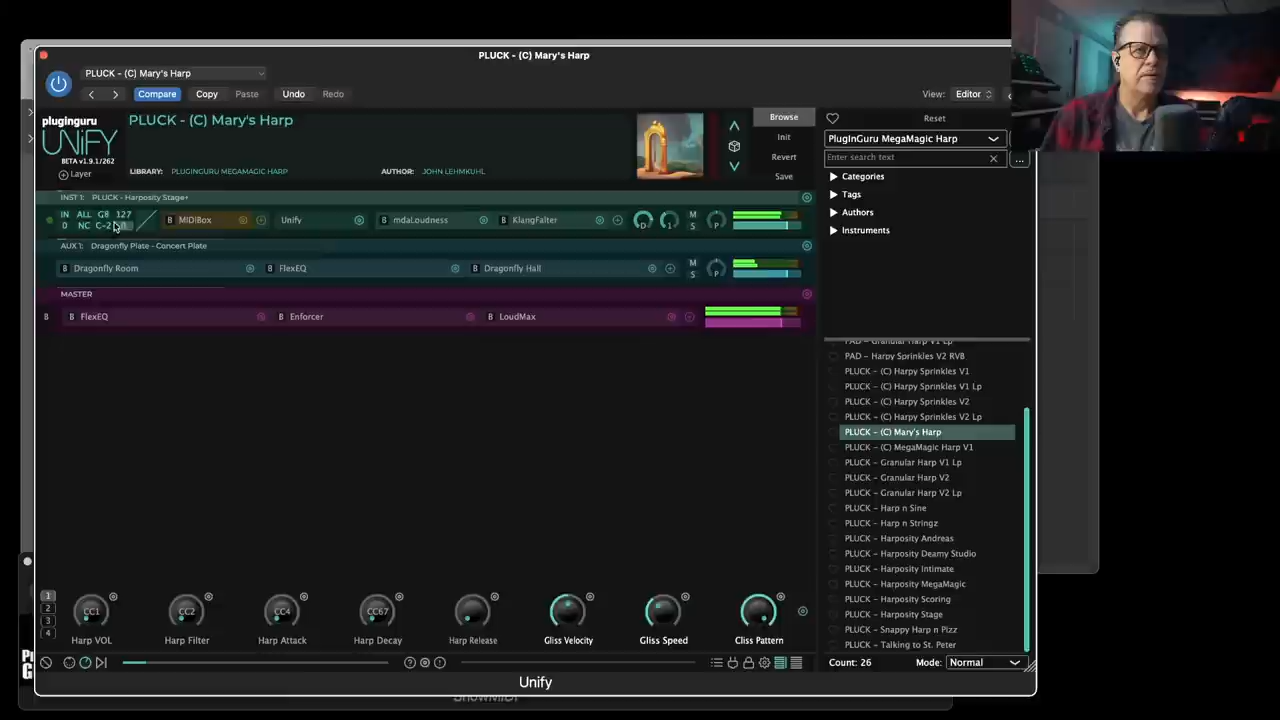 PLUCK - (C) Mary's Harp
PLUCK - (C) Mary's Harp
Compare
Copy
Paste
Undo
Redo
View:
Editor
pluginguru
UNiFY
BETA v1.9.1/262
Layer
PLUCK - (C) Mary's Harp
LIBRARY:
PLUGINGURU MEGAMAGIC HARP
AUTHOR:
JOHN LEHMKUHL
Browse
Init
Revert
Save
Reset
PlugInGuru MegaMagic Harp
Enter search text
...
Categories
Tags
Authors
Instruments
INST 1:
PLUCK - Harposity Stage+
IN ALL G8 127
0 NC C-2
MIDIBox
Unify
B mdaLoudness
B KlangFalter
D
1
M
S
P
AUX 1:
Dragonfly Plate - Concert Plate
B Dragonfly Room
B FlexEQ
B Dragonfly Hall
M
S
P
MASTER
B
B FlexEQ
B Enforcer
B LoudMax
PAD - Granular Harp V1 Lp
PAD - Harpy Sprinkles V2 RVB
PLUCK - (C) Harpy Sprinkles V1
PLUCK - (C) Harpy Sprinkles V1 Lp
PLUCK - (C) Harpy Sprinkles V2
PLUCK - (C) Harpy Sprinkles V2 Lp
PLUCK - (C) Mary's Harp
PLUCK - (C) MegaMagic Harp V1
PLUCK - Granular Harp V1 Lp
PLUCK - Granular Harp V2
PLUCK - Granular Harp V2 Lp
PLUCK - Harp n Sine
PLUCK - Harp n Stringz
PLUCK - Harposity Andreas
PLUCK - Harposity Deamy Studio
PLUCK - Harposity Intimate
PLUCK - Harposity MegaMagic
PLUCK - Harposity Scoring
PLUCK - Harposity Stage
PLUCK - Snappy Harp n Pizz
PLUCK - Talking to St. Peter
1
2
3
4
CC1
CC2
CC4
CC67
Harp VOL
Harp Filter
Harp Attack
Harp Decay
Harp Release
Gliss Velocity
Gliss Speed
Cliss Pattern
Count: 26
Mode:
Normal
Unify
ShowMIDI